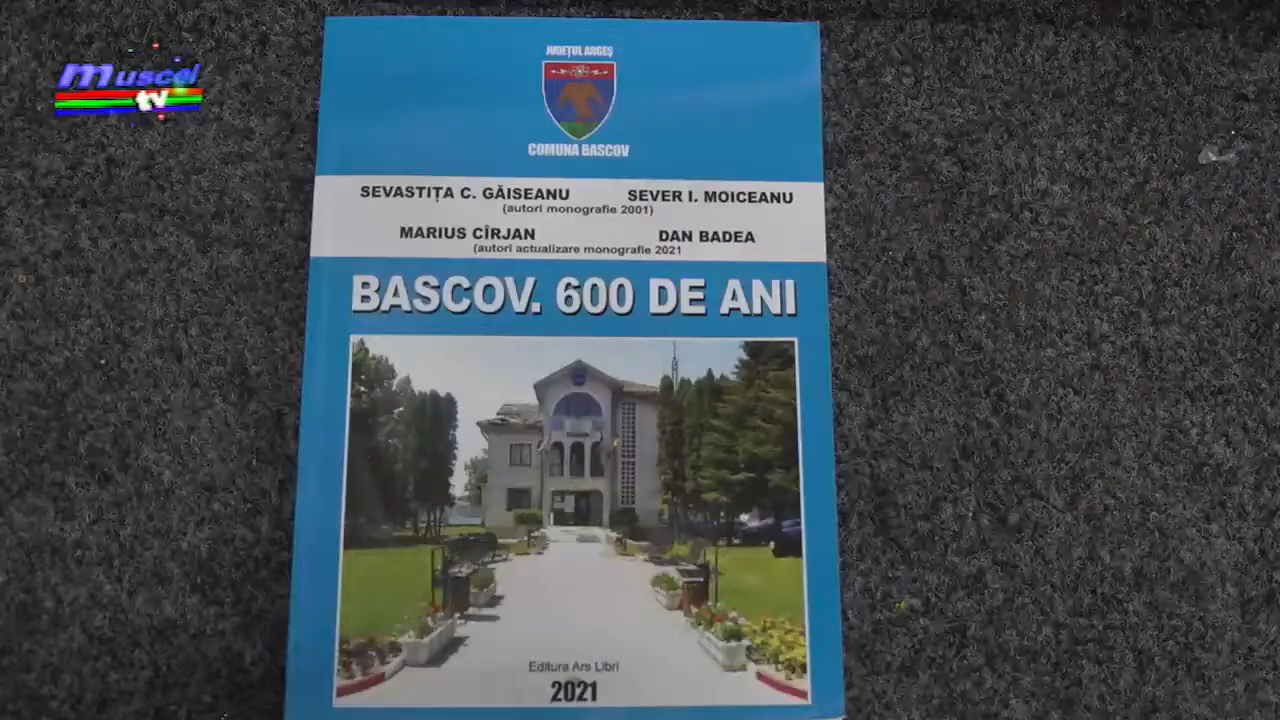 muscel
tv
JUDEȚUL ARGEȘ
COMUNA BASCOV
SEVASTIȚA C. GĂISEANU SEVER I. MOICEANU
(autori monografie 2001)
MARIUS CÎRJAN DAN BADEA
(autori actualizare monografie 2021
BASCOV. 600 DE ANI
Editura Ars Libri
2021